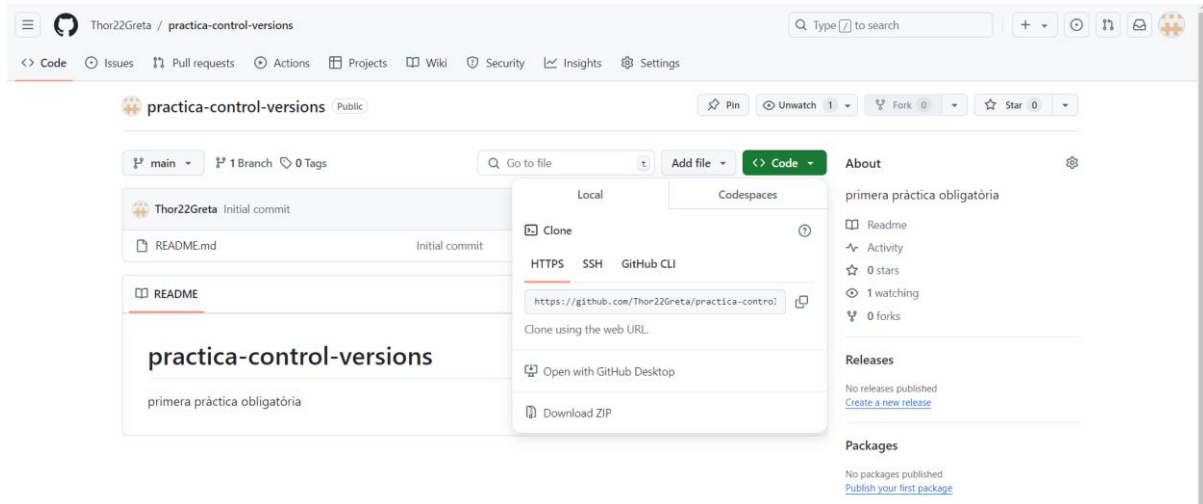 Thor22Greta / practica-control-versions
Type / to search
<> Code Issues Pull requests Actions Projects Wiki Security Insights Settings
practica-control-versions Public
Pin Unwatch 1 Fork 0 Star 0
main 1 Branch 0 Tags
Go to file t
Add file <> Code
About
Thor22Greta Initial commit
README.md Initial commit
README
practica-control-versions
primera pràctica obligatòria
Local Codespaces
Clone
HTTPS SSH GitHub CLI
https://github.com/Thor22Greta/practica-control
Clone using the web URL.
Open with GitHub Desktop
Download ZIP
primera pràctica obligatòria
Readme
Activity
0 stars
1 watching
0 forks
Releases
No releases published
Create a new release
Packages
No packages published
Publish your first package